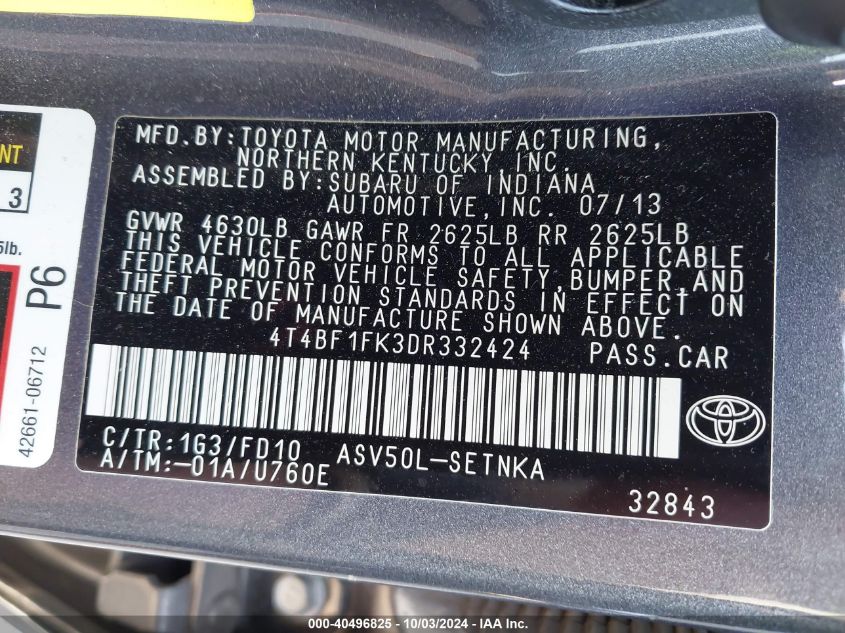 MFD.BY:TOYOTA MOTOR MANUFACTURING,
NORTHERN KENTUCKY,INC.
ASSEMBLED BY:SUBARU OF INDIANA
AUTOMOTIVE,INC. 07/13
GVWR 4630LB GAWR FR 2625LB RR 2625LB
THIS VEHICLE CONFORMS TO ALL APPLICABLE
FEDERAL MOTOR VEHICLE SAFETY,BUMPER,AND
THEFT PREVENTION STANDARDS IN EFFECT ON
THE DATE OF MANUFACTURE SHOWN ABOVE.
4T4BF1FK3DR332424 PASS.CAR
C/TR:1G3/FD10 ASV50L-SETNKA
A/TM:-01A/U760E
32843
3
lb.
P6
42661-06712
000-40496825 - 10/03/2024 - IAA Inc.